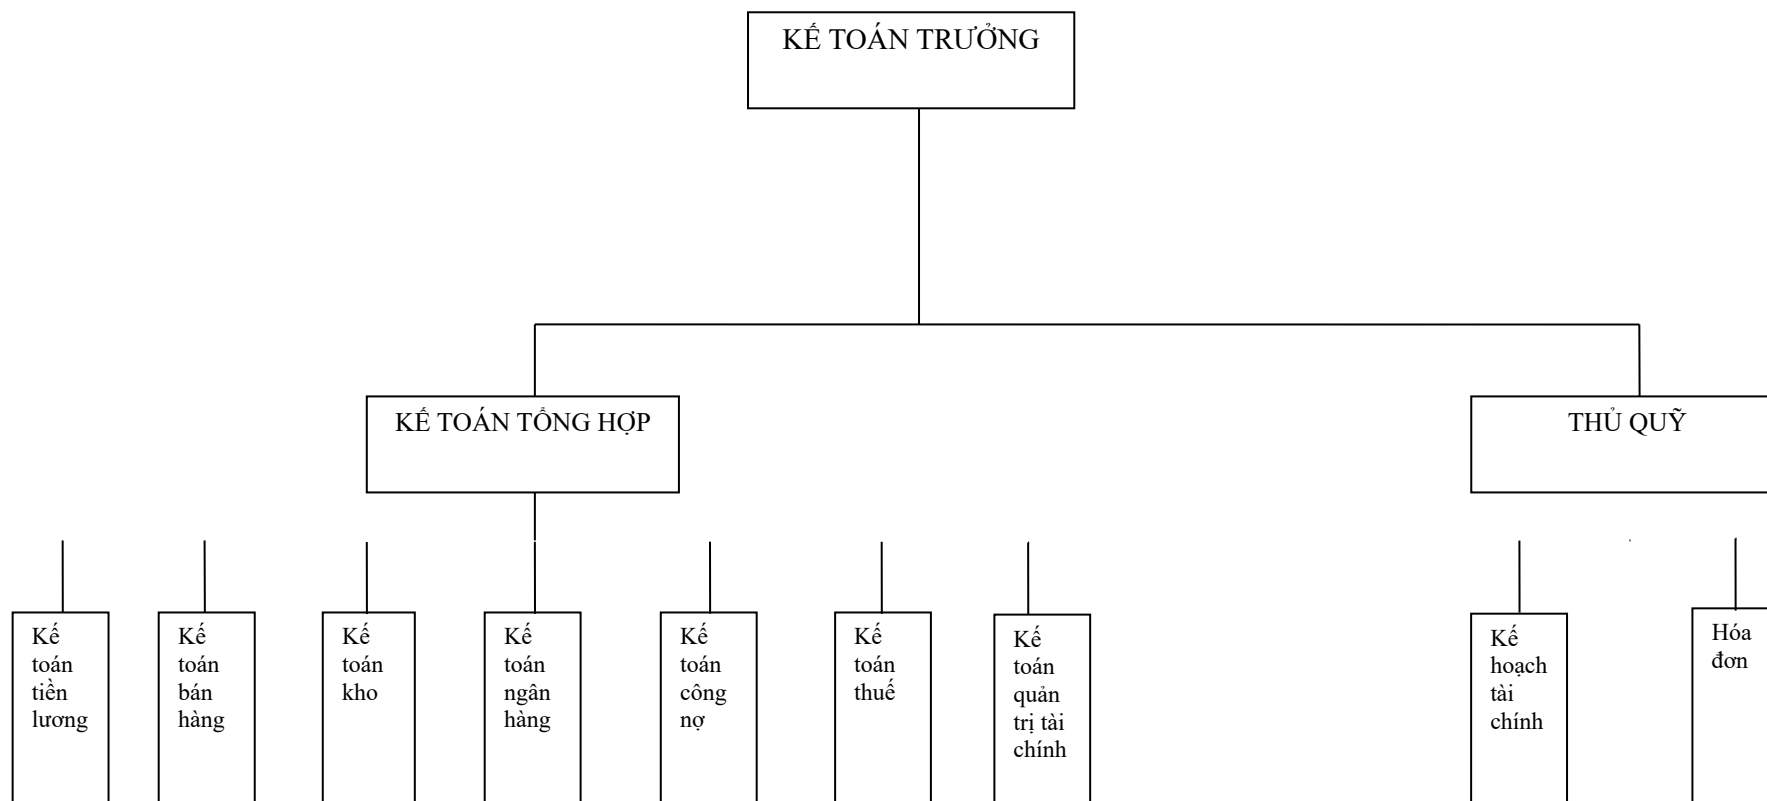 KẾ TOÁN TRƯỞNG
KẾ TOÁN TỔNG HỢP
THỦ QUỸ
Kế
toán
tiền
lương
Kế
toán
bán
hàng
Kế
toán
kho
Kế
toán
ngân
hàng
Kế
toán
công
nợ
Kế
toán
thuế
Kế
toán
quản
trị tài
chính
Kế
hoạch
tài
chính
Hóa
đơn